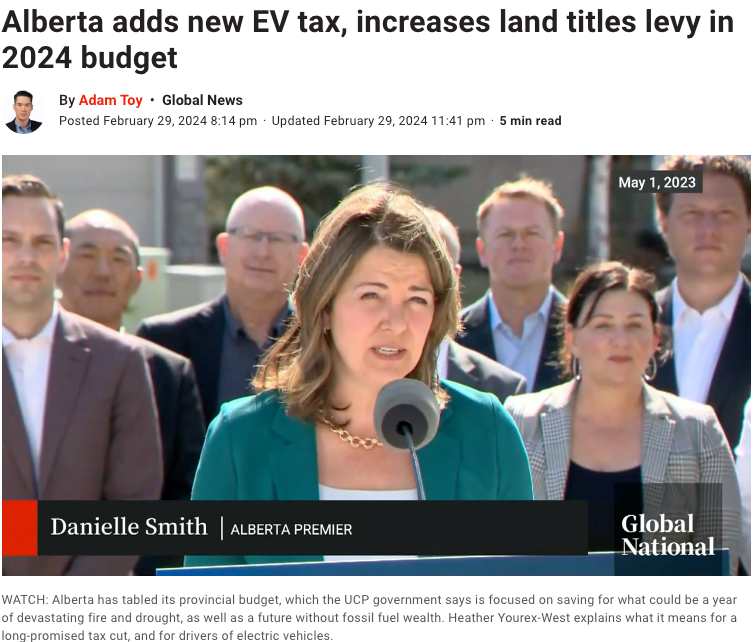 Alberta adds new EV tax, increases land titles levy in
2024 budget
By Adam Toy • Global News
Posted February 29, 2024 8:14 pm · Updated February 29, 2024 11:41 pm · 5 min read
May 1, 2023
Danielle Smith | ALBERTA PREMIER
Global
National
WATCH: Alberta has tabled its provincial budget, which the UCP government says is focused on saving for what could be a year
of devastating fire and drought, as well as a future without fossil fuel wealth. Heather Yourex-West explains what it means for a
long-promised tax cut, and for drivers of electric vehicles.